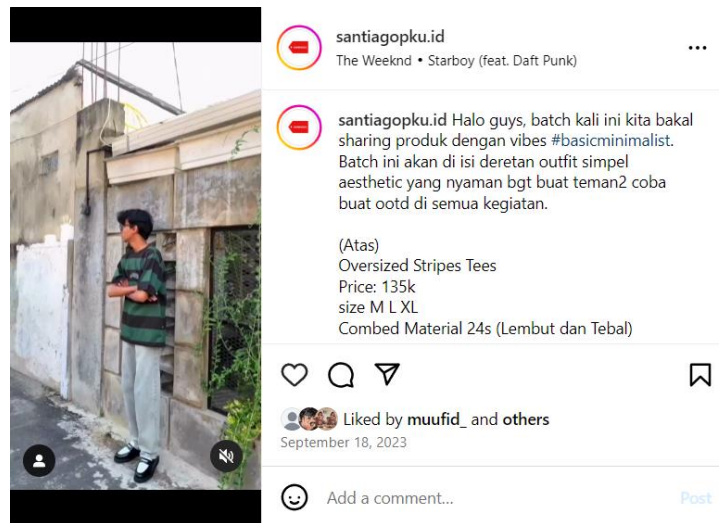 santiagopku.id
The Weeknd • Starboy (feat. Daft Punk)
santiagopku.id Halo guys, batch kali ini kita bakal
sharing produk dengan vibes #basicminimalist.
Batch ini akan di isi deretan outfit simpel
aesthetic yang nyaman bgt buat teman2 coba
buat ootd di semua kegiatan.
(Atas)
Oversized Stripes Tees
Price: 135k
size M L XL
Combed Material 24s (Lembut dan Tebal)
Liked by muufid_ and others
September 18, 2023
Add a comment...
Post